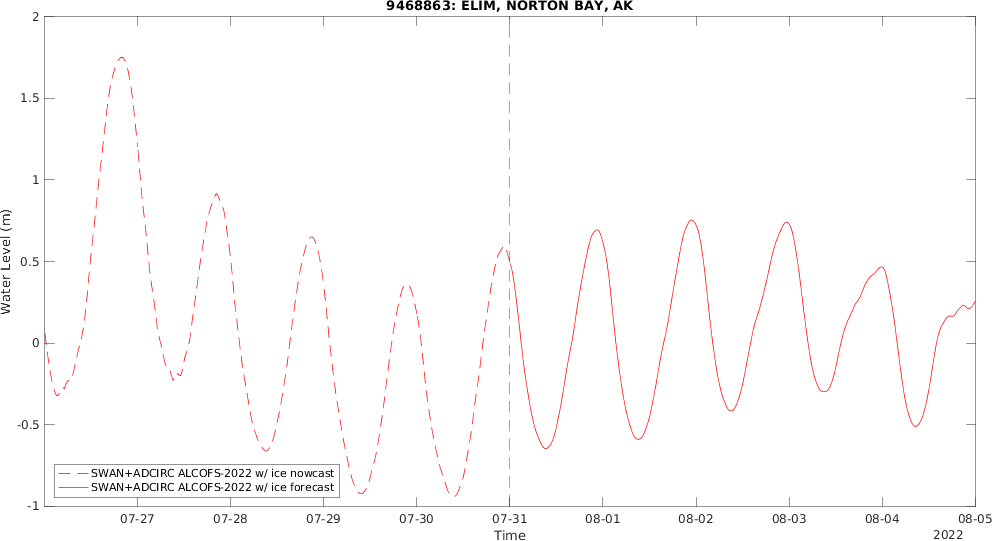 9468863: ELIM, NORTON BAY, AK
2
1.5
1
0.5
0
-0.5
-1
Water Level (m)
SWAN+ADCIRC ALCOFS-2022 w/ ice nowcast
SWAN+ADCIRC ALCOFS-2022 w/ ice forecast
07-27 07-28 07-29 07-30 07-31 08-01 08-02 08-03 08-04 08-05
Time
2022